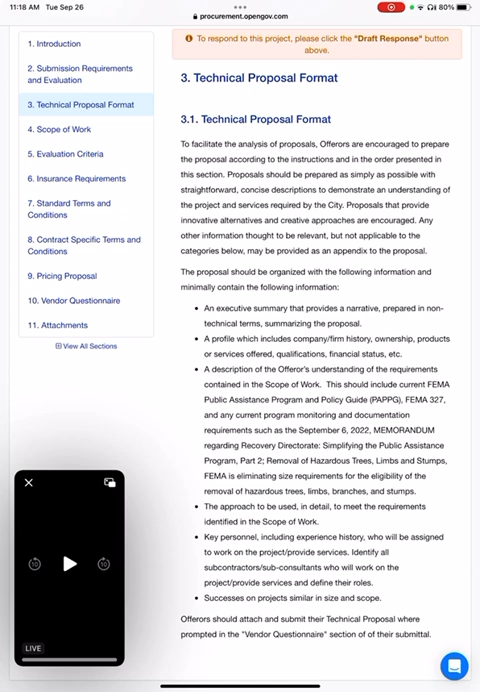 11:18 AM Tue Sep 26
80%
procurement.opengov.com
To respond to this project, please click the "Draft Response" button
above.
1. Introduction
2. Submission Requirements
and Evaluation
3. Technical Proposal Format
4. Scope of Work
5. Evaluation Criteria
6. Insurance Requirements
7. Standard Terms and
Conditions
8. Contract Specific Terms and
Conditions
9. Pricing Proposal
10. Vendor Questionnaire
11. Attachments
View All Sections
3. Technical Proposal Format
3.1. Technical Proposal Format
To facilitate the analysis of proposals, Offerors are encouraged to prepare
the proposal according to the instructions and in the order presented in
this section. Proposals should be prepared as simply as possible with
straightforward, concise descriptions to demonstrate an understanding of
the project and services required by the City. Proposals that provide
innovative alternatives and creative approaches are encouraged. Any
other information thought to be relevant, but not applicable to the
categories below, may be provided as an appendix to the proposal.
The proposal should be organized with the following information and
minimally contain the following information:
• An executive summary that provides a narrative, prepared in non-
technical terms, summarizing the proposal.
• A profile which includes company/firm history, ownership, products
or services offered, qualifications, financial status, etc.
• A description of the Offeror's understanding of the requirements
contained in the Scope of Work. This should include current FEMA
Public Assistance Program and Policy Guide (PAPPG), FEMA 327,
and any current program monitoring and documentation
requirements such as the September 6, 2022, MEMORANDUM
regarding Recovery Directorate: Simplifying the Public Assistance
Program, Part 2; Removal of Hazardous Trees, Limbs and Stumps,
FEMA is eliminating size requirements for the eligibility of the
removal of hazardous trees, limbs, branches, and stumps.
• The approach to be used, in detail, to meet the requirements
identified in the Scope of Work.
• Key personnel, including experience history, who will be assigned
to work on the project/provide services. Identify all
subcontractors/sub-consultants who will work on the
project/provide services and define their roles.
• Successes on projects similar in size and scope.
Offerors should attach and submit their Technical Proposal where
prompted in the "Vendor Questionnaire" section of of their submittal.
10
10
LIVE